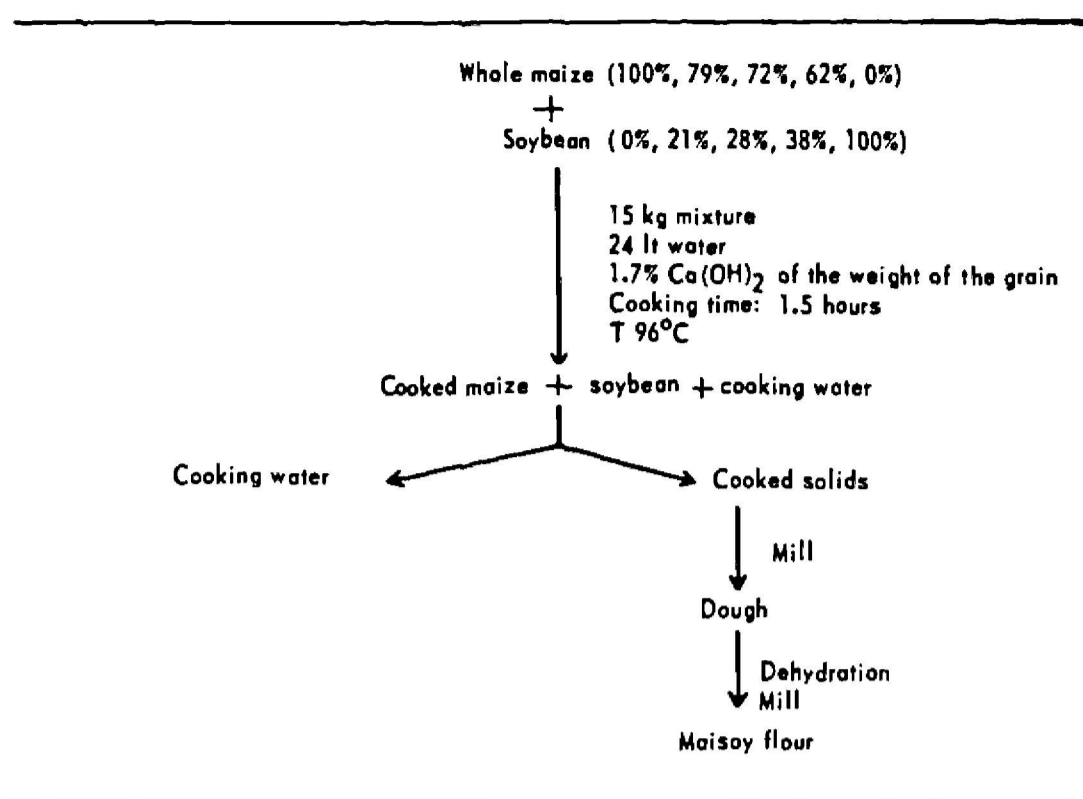 Whole maize (100%, 79%, 72%, 62%, 0%)
+
Soybean (0%, 21%, 28%, 38%, 100%)
15 kg mixture
24 lt water
1.7% Ca(OH)2 of the weight of the grain
Cooking time: 1.5 hours
T 96°C
Cooked maize + soybean + cooking water
Cooking water
Cooked solids
Mill
Dough
Dehydration
Mill
Maisoy flour